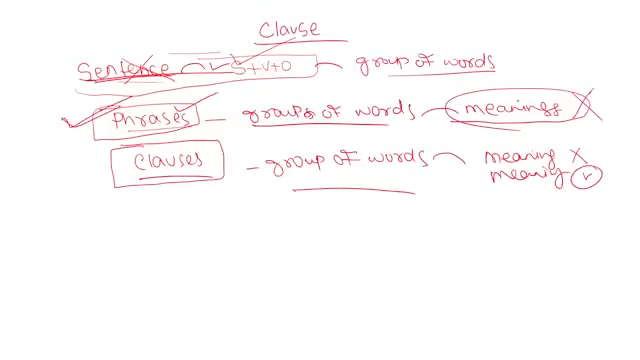 Clause
Sentence ✓ S+V+O group of words
Phrases - groups of words meanings X
Clauses - group of words meaning X
meaning ✓